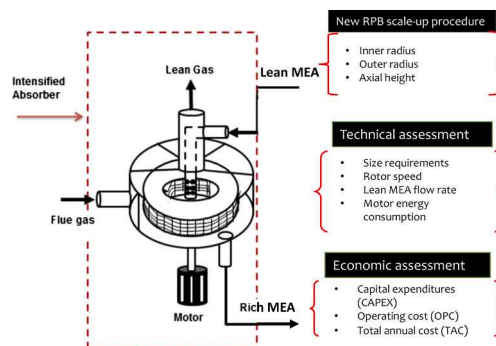 New RPB scale-up procedure
• Inner radius
• Outer radius
• Axial height
Lean Gas
Lean MEA
Intensified
Absorber
Technical assessment
• Size requirements
• Rotor speed
• Lean MEA flow rate
• Motor energy
consumption
Flue gas
Economic assessment
• Capital expenditures
(CAPEX)
• Operating cost (OPC)
• Total annual cost (TAC)
Rich MEA
Motor